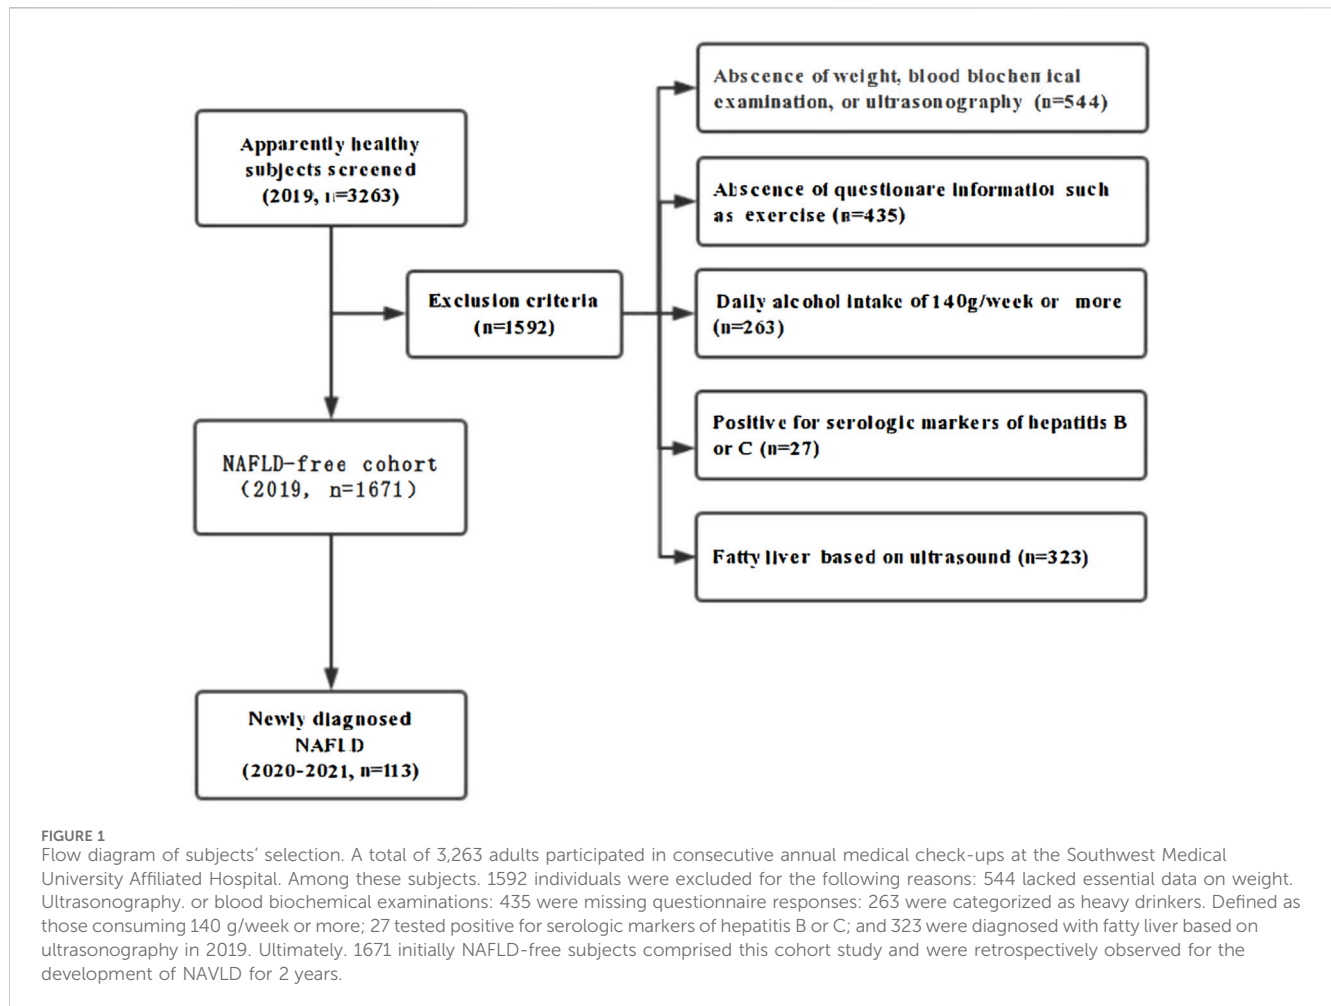 Apparently healthy
subjects screened
(2019, n=3263)
Exclusion criteria
(n=1592)
NAFLD-free cohort
(2019, n=1671)
Newly diagnosed
NAFLD
(2020-2021, n=113)
Abscence of weight, blood biochemical
examination, or ultrasonography (n=544)
Abscence of questionare information such
as exercise (n=435)
Daily alcohol intake of 140g/week or more
(n=263)
Positive for serologic markers of hepatitis B
or C (n=27)
Fatty liver based on ultrasound (n=323)
FIGURE 1
Flow diagram of subjects’ selection. A total of 3,263 adults participated in consecutive annual medical check-ups at the Southwest Medical
University Affiliated Hospital. Among these subjects. 1592 individuals were excluded for the following reasons: 544 lacked essential data on weight.
Ultrasonography. or blood biochemical examinations: 435 were missing questionnaire responses: 263 were categorized as heavy drinkers. Defined as
those consuming 140 g/week or more; 27 tested positive for serologic markers of hepatitis B or C; and 323 were diagnosed with fatty liver based on
ultrasonography in 2019. Ultimately. 1671 initially NAFLD-free subjects comprised this cohort study and were retrospectively observed for the
development of NAVLD for 2 years.